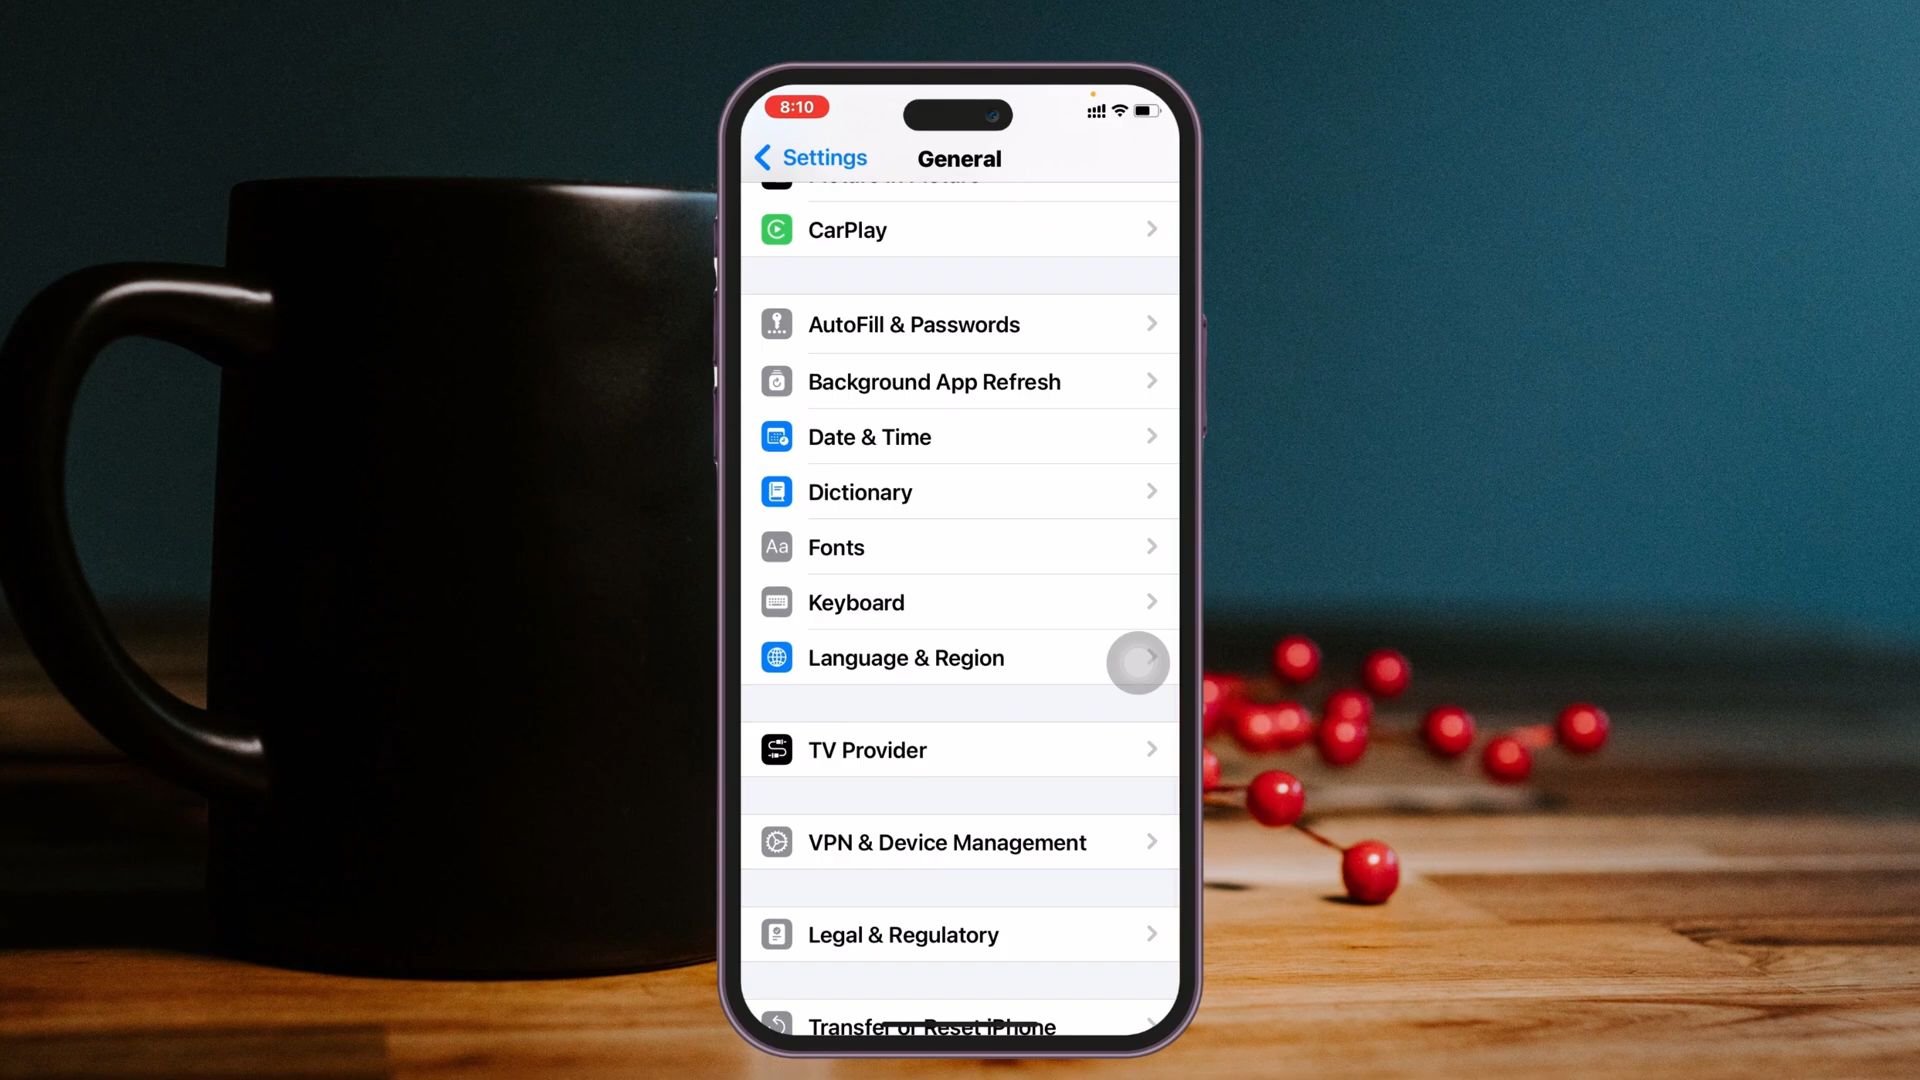 8:10
Settings
General
CarPlay
AutoFill & Passwords
Background App Refresh
Date & Time
Dictionary
Aa
Fonts
Keyboard
Language & Region
TV Provider
VPN & Device Management
Legal & Regulatory
Transfer or Reset iPhone